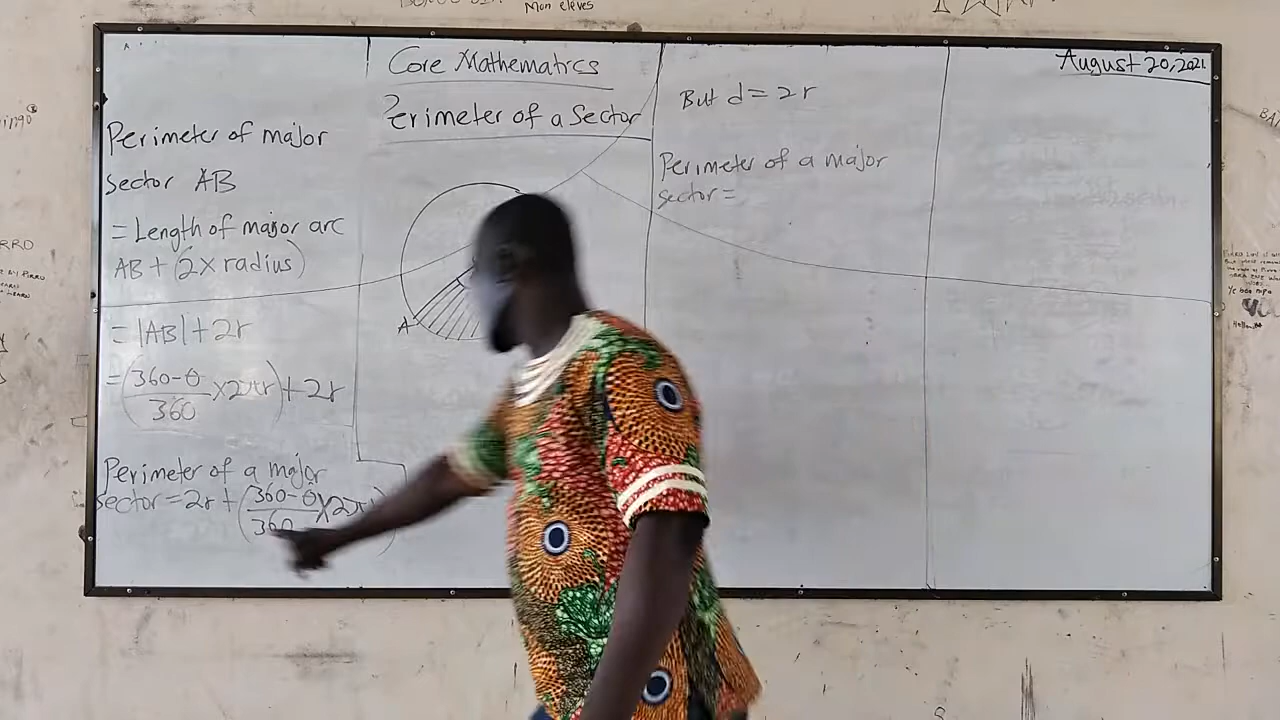 Mon eleves
Core Mathematics
August 20, 2021
Perimeter of a Sector
Perimeter of major
sector AB
= Length of major arc
AB + (2 x radius)
= |AB| + 2r
= (360-θ/360 x 2πr) + 2r
Perimeter of a major
sector = 2r + (360-θ/360 x 2πr)
A
But d = 2r
Perimeter of a major
sector =